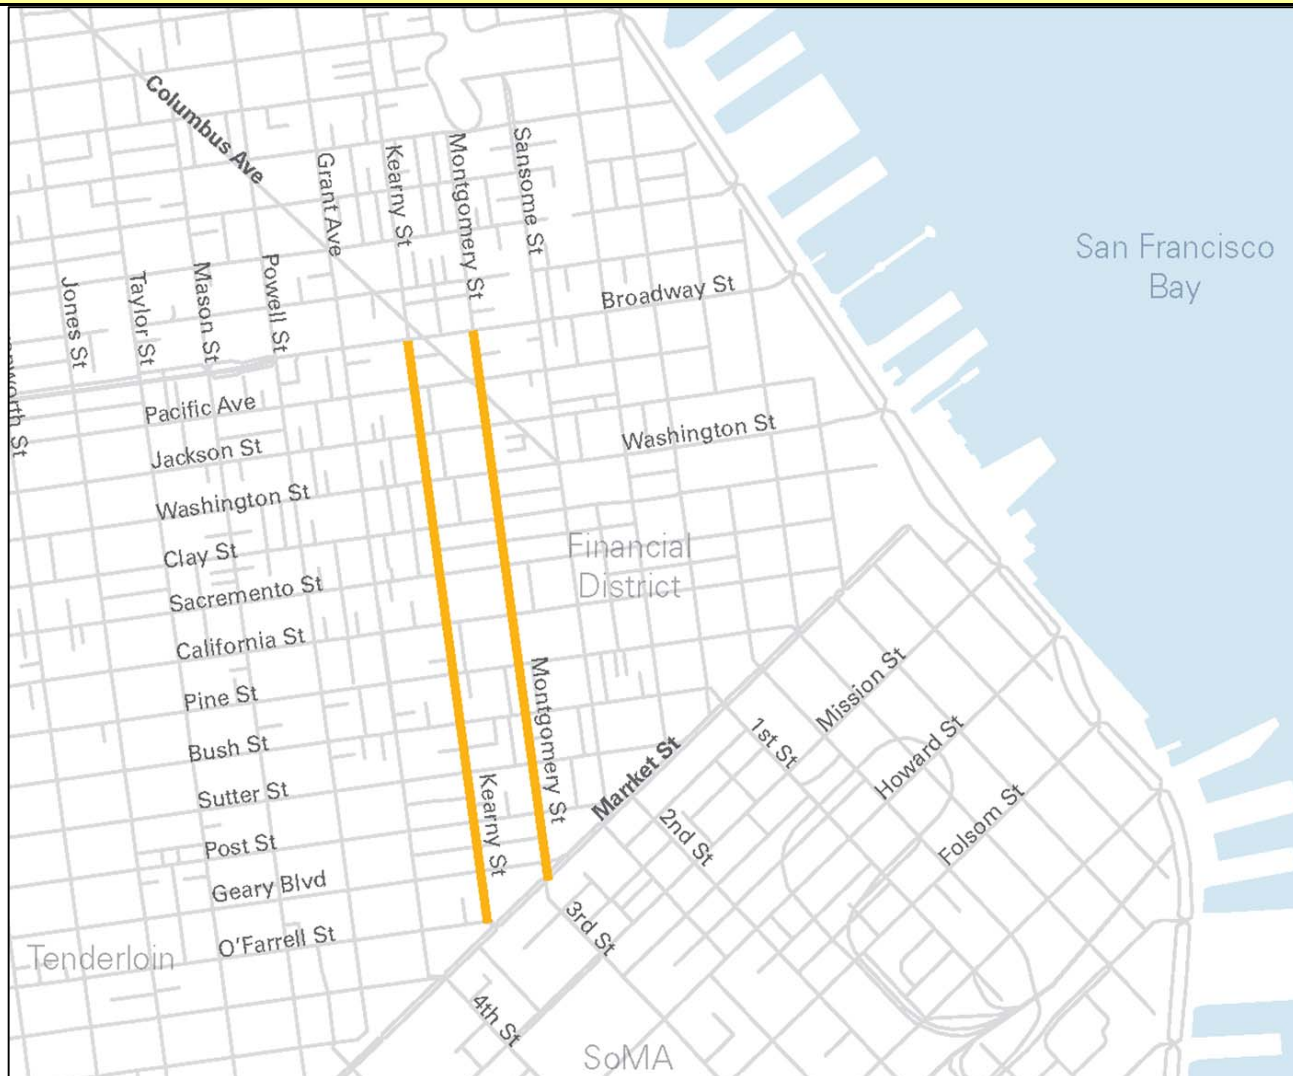 Columbus Ave
Grant Ave
Kearny St
Montgomery St
Sansome St
San Francisco
Bay
Jones St
Taylor St
Mason St
Powell St
Broadway St
Pacific Ave
Jackson St
Washington St
Washington St
Clay St
Sacremento St
California St
Financial
District
Pine St
Bush St
Sutter St
Post St
Geary Blvd
O'Farrell St
Tenderloin
Montgomery St
Kearny St
Marrket St
Mission St
1st St
Howard St
2nd St
Folsom St
3rd St
4th St
SoMA